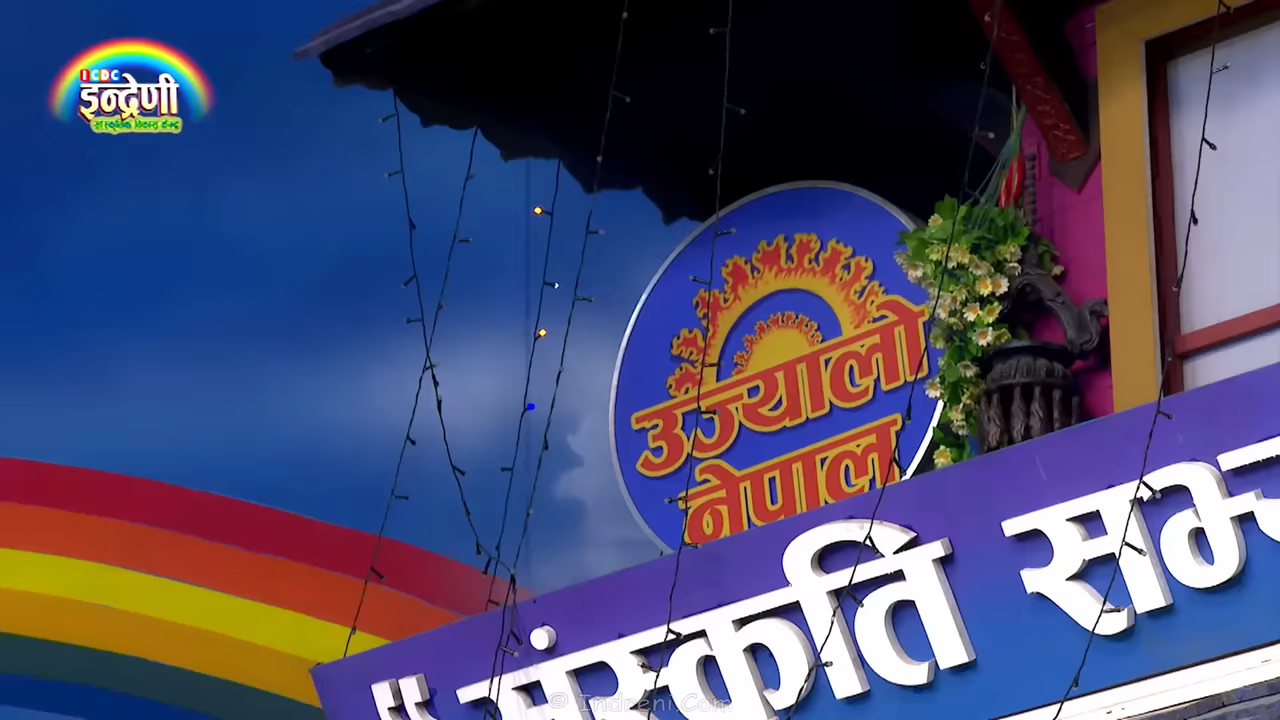 ICDC
इन्द्रेणी
सांस्कृतिक विकास केन्द्र
उज्यालो
नेपाल
"संस्कृति सम्
© Indreni.Com